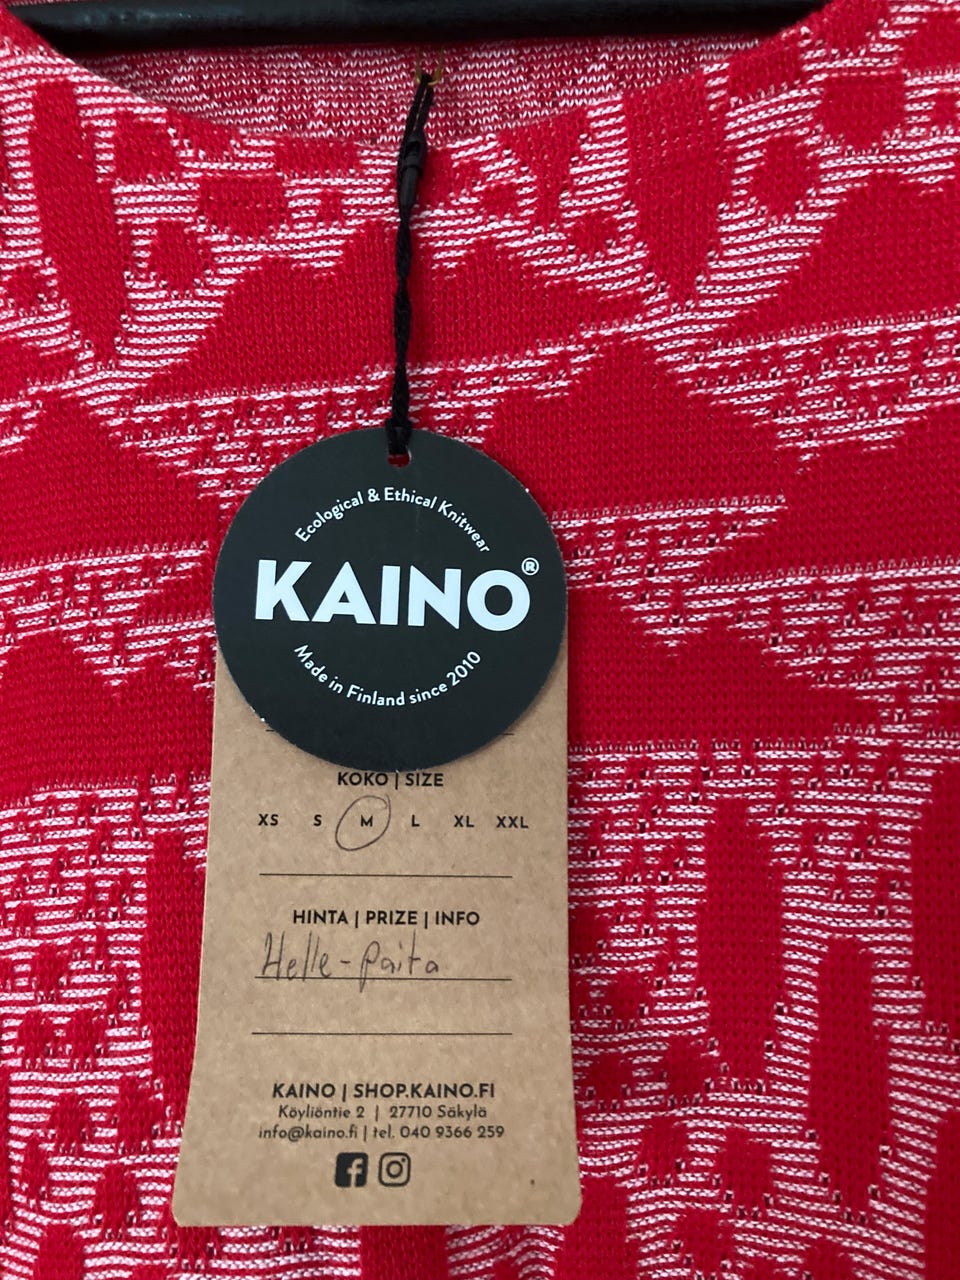 Ecological & Ethical Knitwear
KAINO®
Made in Finland since 2010
KOKO | SIZE
XS S M L XL XXL
HINTA | PRIZE | INFO
Helle-paita
KAINO | SHOP.KAINO.FI
Köyliöntie 2 | 27710 Säkylä
info@kaino.fi | tel. 040 9366 259